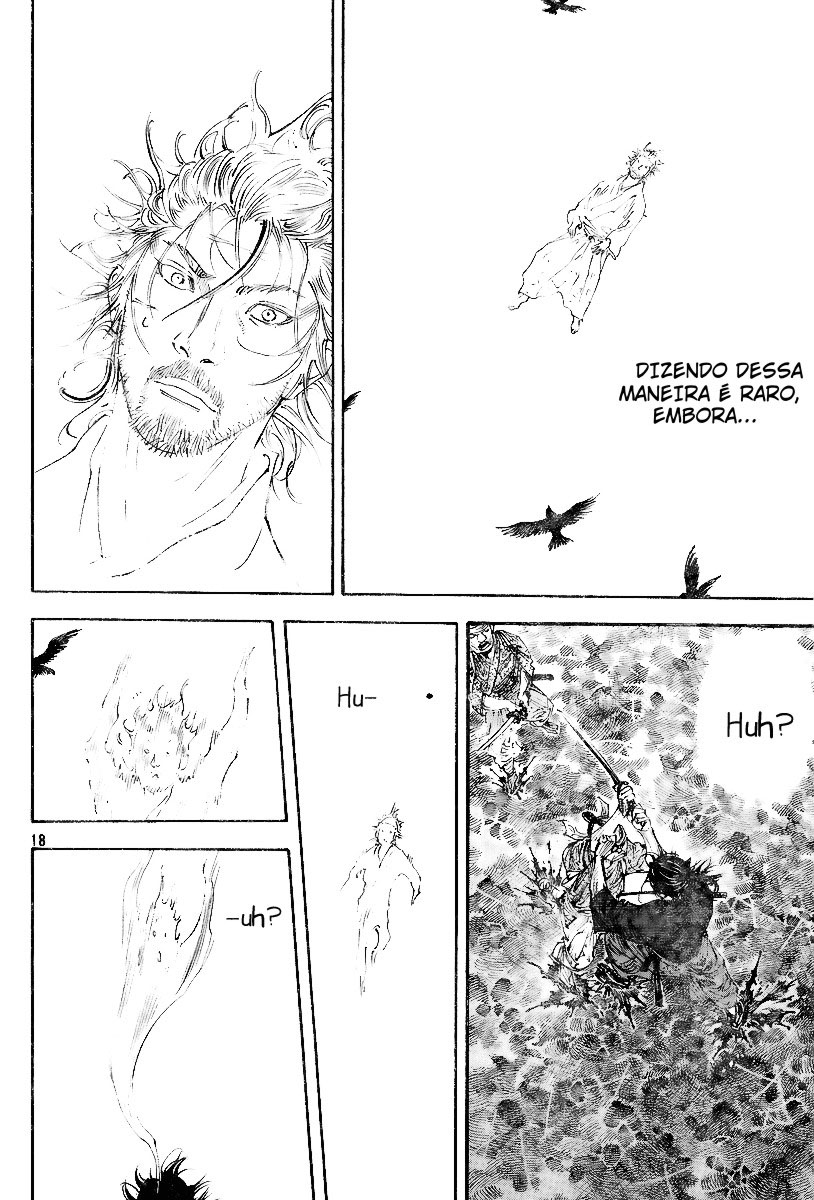 DIZENDO DESSA
MANEIRA É RARO,
EMBORA...
Huh?
Hu-
-uh?
18